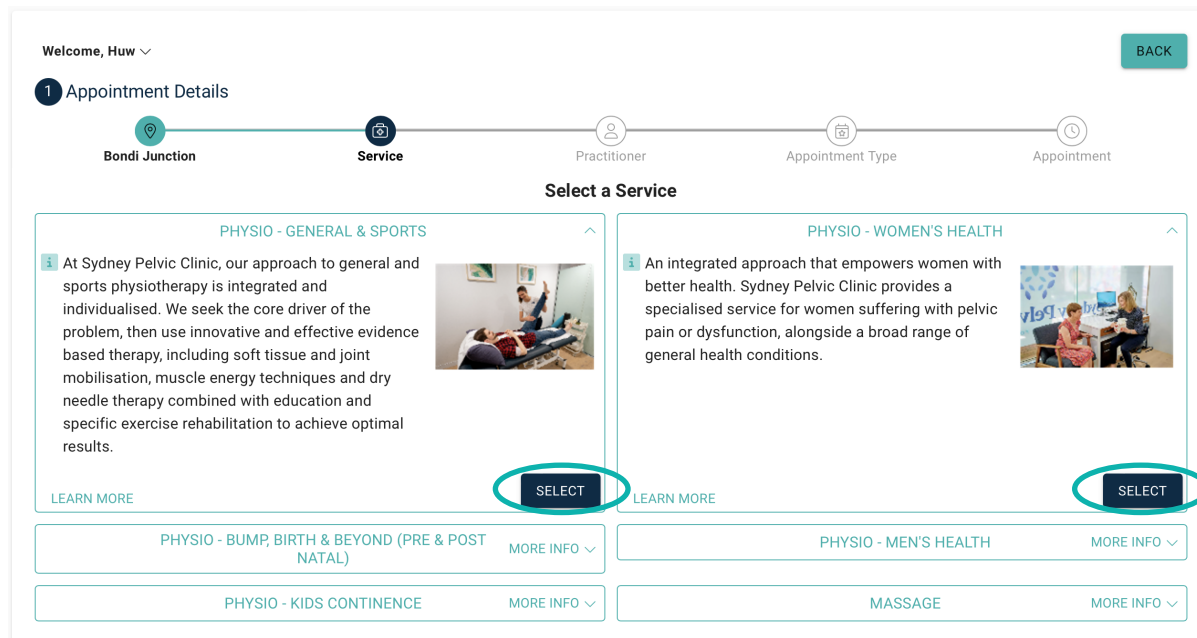 Welcome, Huw
BACK
1 Appointment Details
Bondi Junction
Service
Practitioner
Appointment Type
Appointment
Select a Service
PHYSIO - GENERAL & SPORTS
i At Sydney Pelvic Clinic, our approach to general and
sports physiotherapy is integrated and
individualised. We seek the core driver of the
problem, then use innovative and effective evidence
based therapy, including soft tissue and joint
mobilisation, muscle energy techniques and dry
needle therapy combined with education and
specific exercise rehabilitation to achieve optimal
results.
LEARN MORE
SELECT
PHYSIO - WOMEN'S HEALTH
i An integrated approach that empowers women with
better health. Sydney Pelvic Clinic provides a
specialised service for women suffering with pelvic
pain or dysfunction, alongside a broad range of
general health conditions.
LEARN MORE
SELECT
PHYSIO - BUMP, BIRTH & BEYOND (PRE & POST
NATAL)
MORE INFO
PHYSIO - MEN'S HEALTH
MORE INFO
PHYSIO - KIDS CONTINENCE
MORE INFO
MASSAGE
MORE INFO